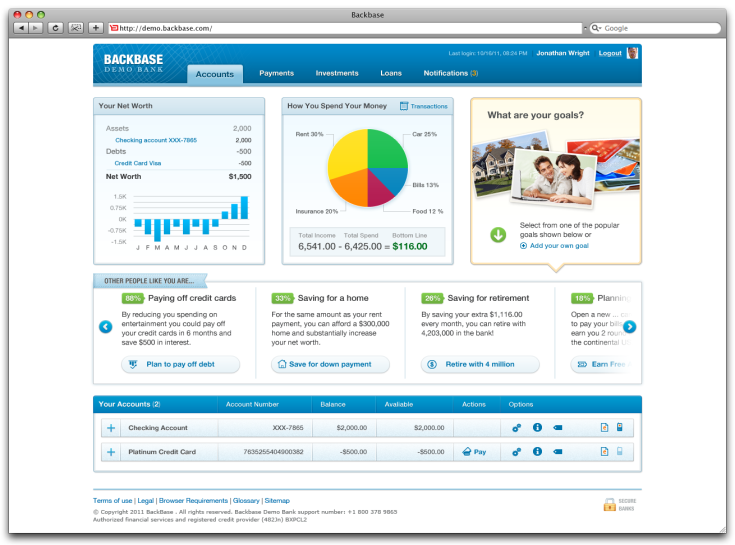 Backbase
http://demo.backbase.com/
Google
BACKBASE
DEMO BANK
Last login: 10/16/11, 08:24 PM Jonathan Wright Logout
Accounts Payments Investments Loans Notifications (3)
Your Net Worth
Assets 2,000
Checking account XXX-7865 2,000
Debts -500
Credit Card Visa -500
Net Worth $1,500
1.5K
0.75K
0K
-0.75K
-1.5K
J F M A M J J A S O N D
How You Spend Your Money Transactions
Rent 30% Car 25%
Bills 13%
Insurance 20% Food 12 %
Total Income Total Spend Bottom Line
6,541.00 - 6,425.00 = $116.00
What are your goals?
Select from one of the popular
goals shown below or
Add your own goal
OTHER PEOPLE LIKE YOU ARE...
88% Paying off credit cards
By reducing you spending on
entertainment you could pay off
your credit cards in 6 months and
save $500 in interest.
Plan to pay off debt
33% Saving for a home
For the same amount as your rent
payment, you can afford a $300,000
home and substantially increase
your net worth.
Save for down payment
26% Saving for retirement
By saving your extra $1,116.00
every month, you can retire with
4,203,000 in the bank!
Retire with 4 million
18% Planning
Open a new ... c
to pay your bills
earn you 2 roun
the continental U
Earn Free
Your Accounts (2) Account Number Balance Avaliable Actions Options
Checking Account XXX-7865 $2,000.00 $2,000.00
Platinum Credit Card 7635255404900382 -$500.00 -$500.00 Pay
Terms of use | Legal | Browser Requirements | Glossary | Sitemap
© Copyright 2011 BackBase . All rights reserved. Backbase Demo Bank support number: +1 800 378 9865
Authorized financial services and registered credit provider (482Jn) BXPCL2
SECURE
BANKS